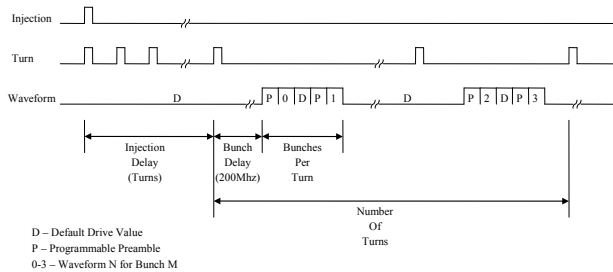 Injection
Turn
Waveform
D
P 0 D P 1
D
P 2 D P 3
Injection
Delay
(Turns)
Bunch
Delay
(200Mhz)
Bunches
Per
Turn
Number
Of
Turns
D – Default Drive Value
P – Programmable Preamble
0-3 – Waveform N for Bunch M